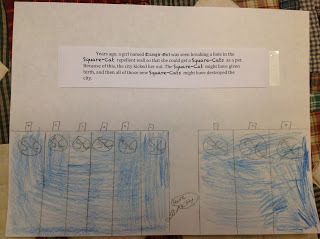 Years ago, a girl named was seen breaking a hole in the
Square-Cat repellent wall so that she could get a Square-Cats as a pet.
Because of this, the city kicked her out. The Square-Cat might have given
birth, and then all of those new Square-Cats might have destroyed the
city.